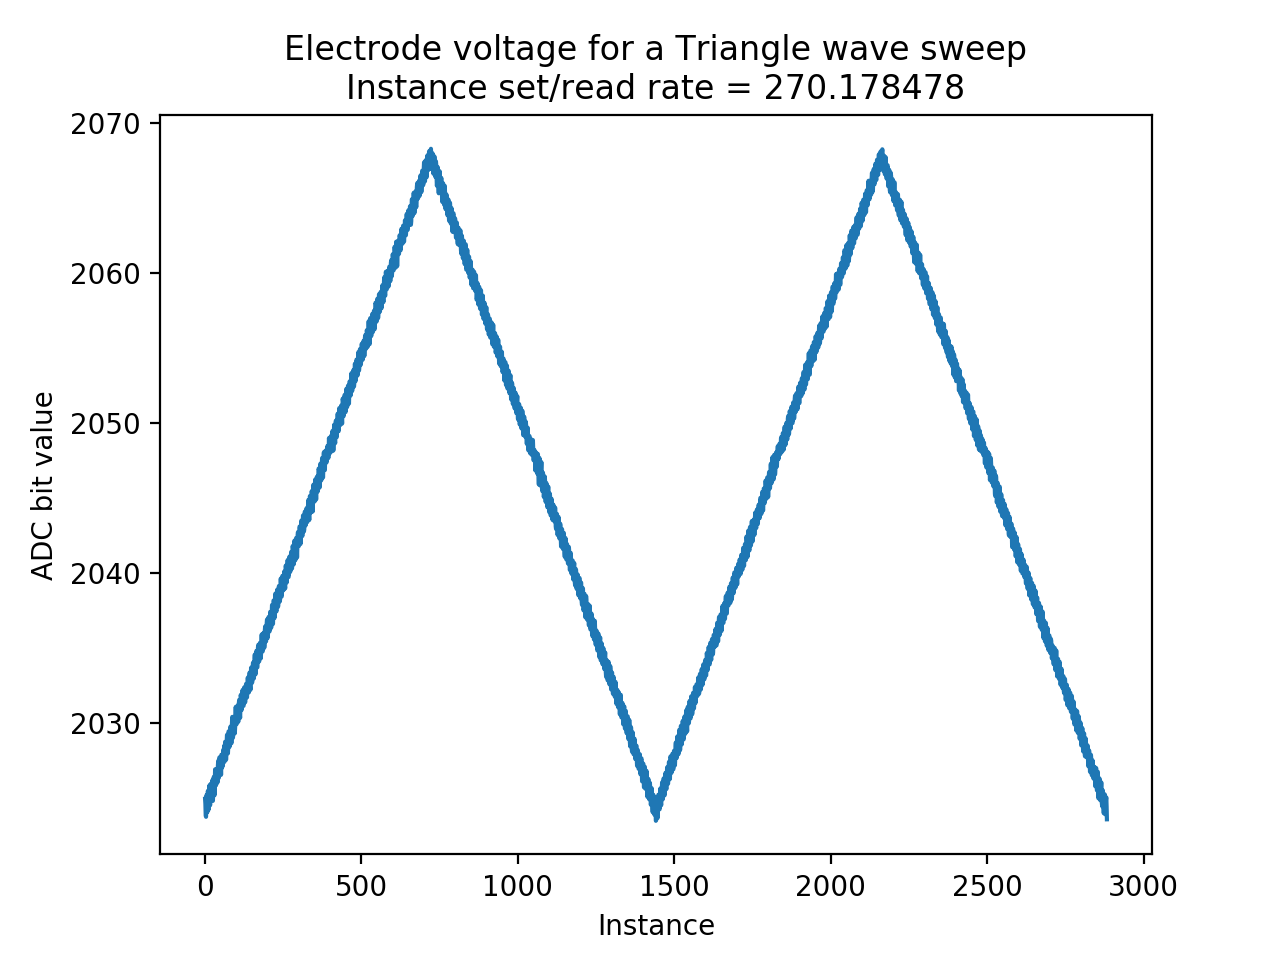 Electrode voltage for a Triangle wave sweep
Instance set/read rate = 270.178478
2070
2060
2050
2040
2030
ADC bit value
0 500 1000 1500 2000 2500 3000
Instance